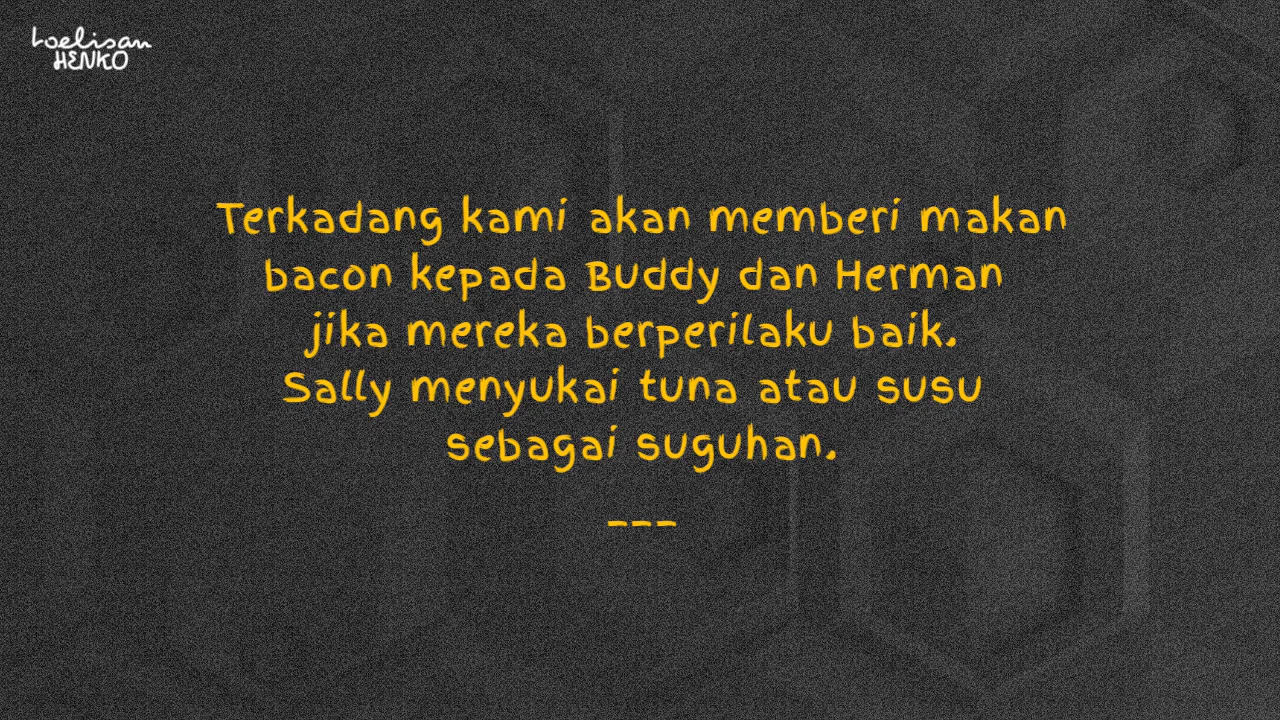 Loelisan
HENKO
Terkadang kami akan memberi makan
bacon kepada Buddy dan Herman
jika mereka berperilaku baik.
Sally menyukai tuna atau susu
sebagai suguhan.
---